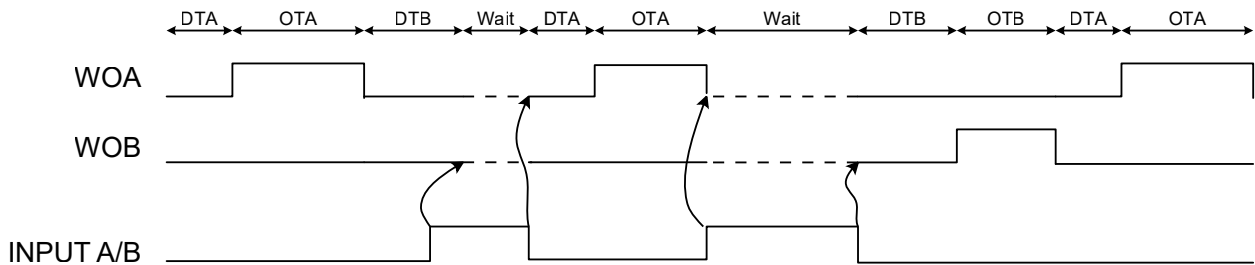 DTA OTA DTB Wait DTA OTA Wait DTB OTB DTA OTA
WOA
WOB
INPUT A/B